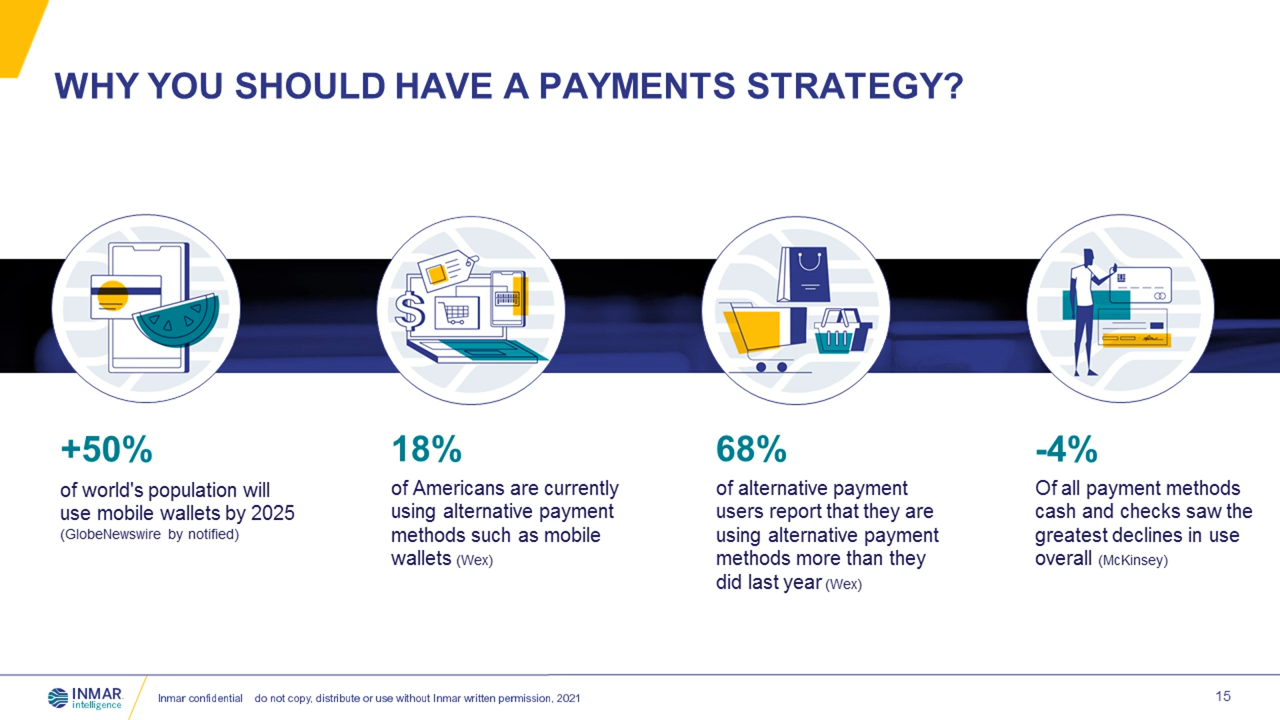 WHY YOU SHOULD HAVE A PAYMENTS STRATEGY?
$
+50%
of world's population will
use mobile wallets by 2025
(GlobeNewswire by notified)
18%
of Americans are currently
using alternative payment
methods such as mobile
wallets (Wex)
68%
of alternative payment
users report that they are
using alternative payment
methods more than they
did last year (Wex)
-4%
Of all payment methods
cash and checks saw the
greatest declines in use
overall (McKinsey)
INMAR
intelligence
Inmar confidential do not copy, distribute or use without Inmar written permission, 2021
15